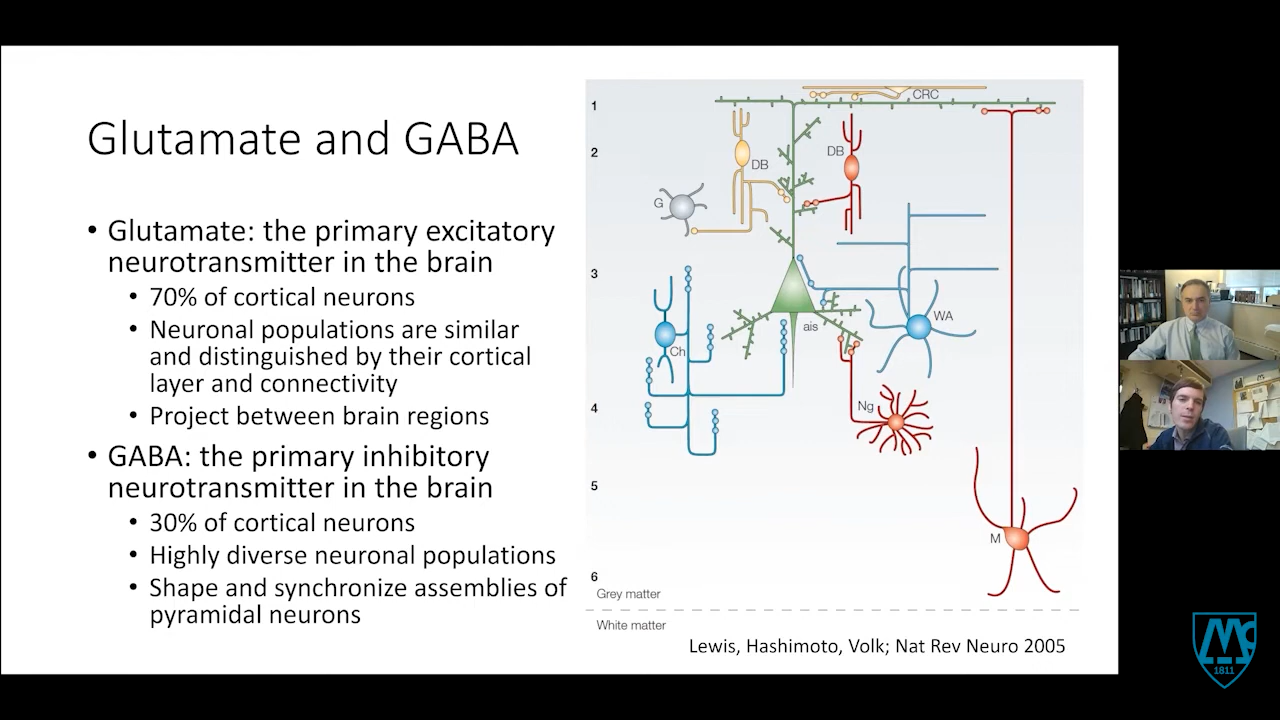 Glutamate and GABA
• Glutamate: the primary excitatory
neurotransmitter in the brain
• 70% of cortical neurons
• Neuronal populations are similar
and distinguished by their cortical
layer and connectivity
• Project between brain regions
• GABA: the primary inhibitory
neurotransmitter in the brain
• 30% of cortical neurons
• Highly diverse neuronal populations
• Shape and synchronize assemblies of
pyramidal neurons
1
CRC
2
DB
DB
G
3
WA
ais
Ch
4
Ng
5
M
6
Grey matter
White matter
Lewis, Hashimoto, Volk; Nat Rev Neuro 2005
1811